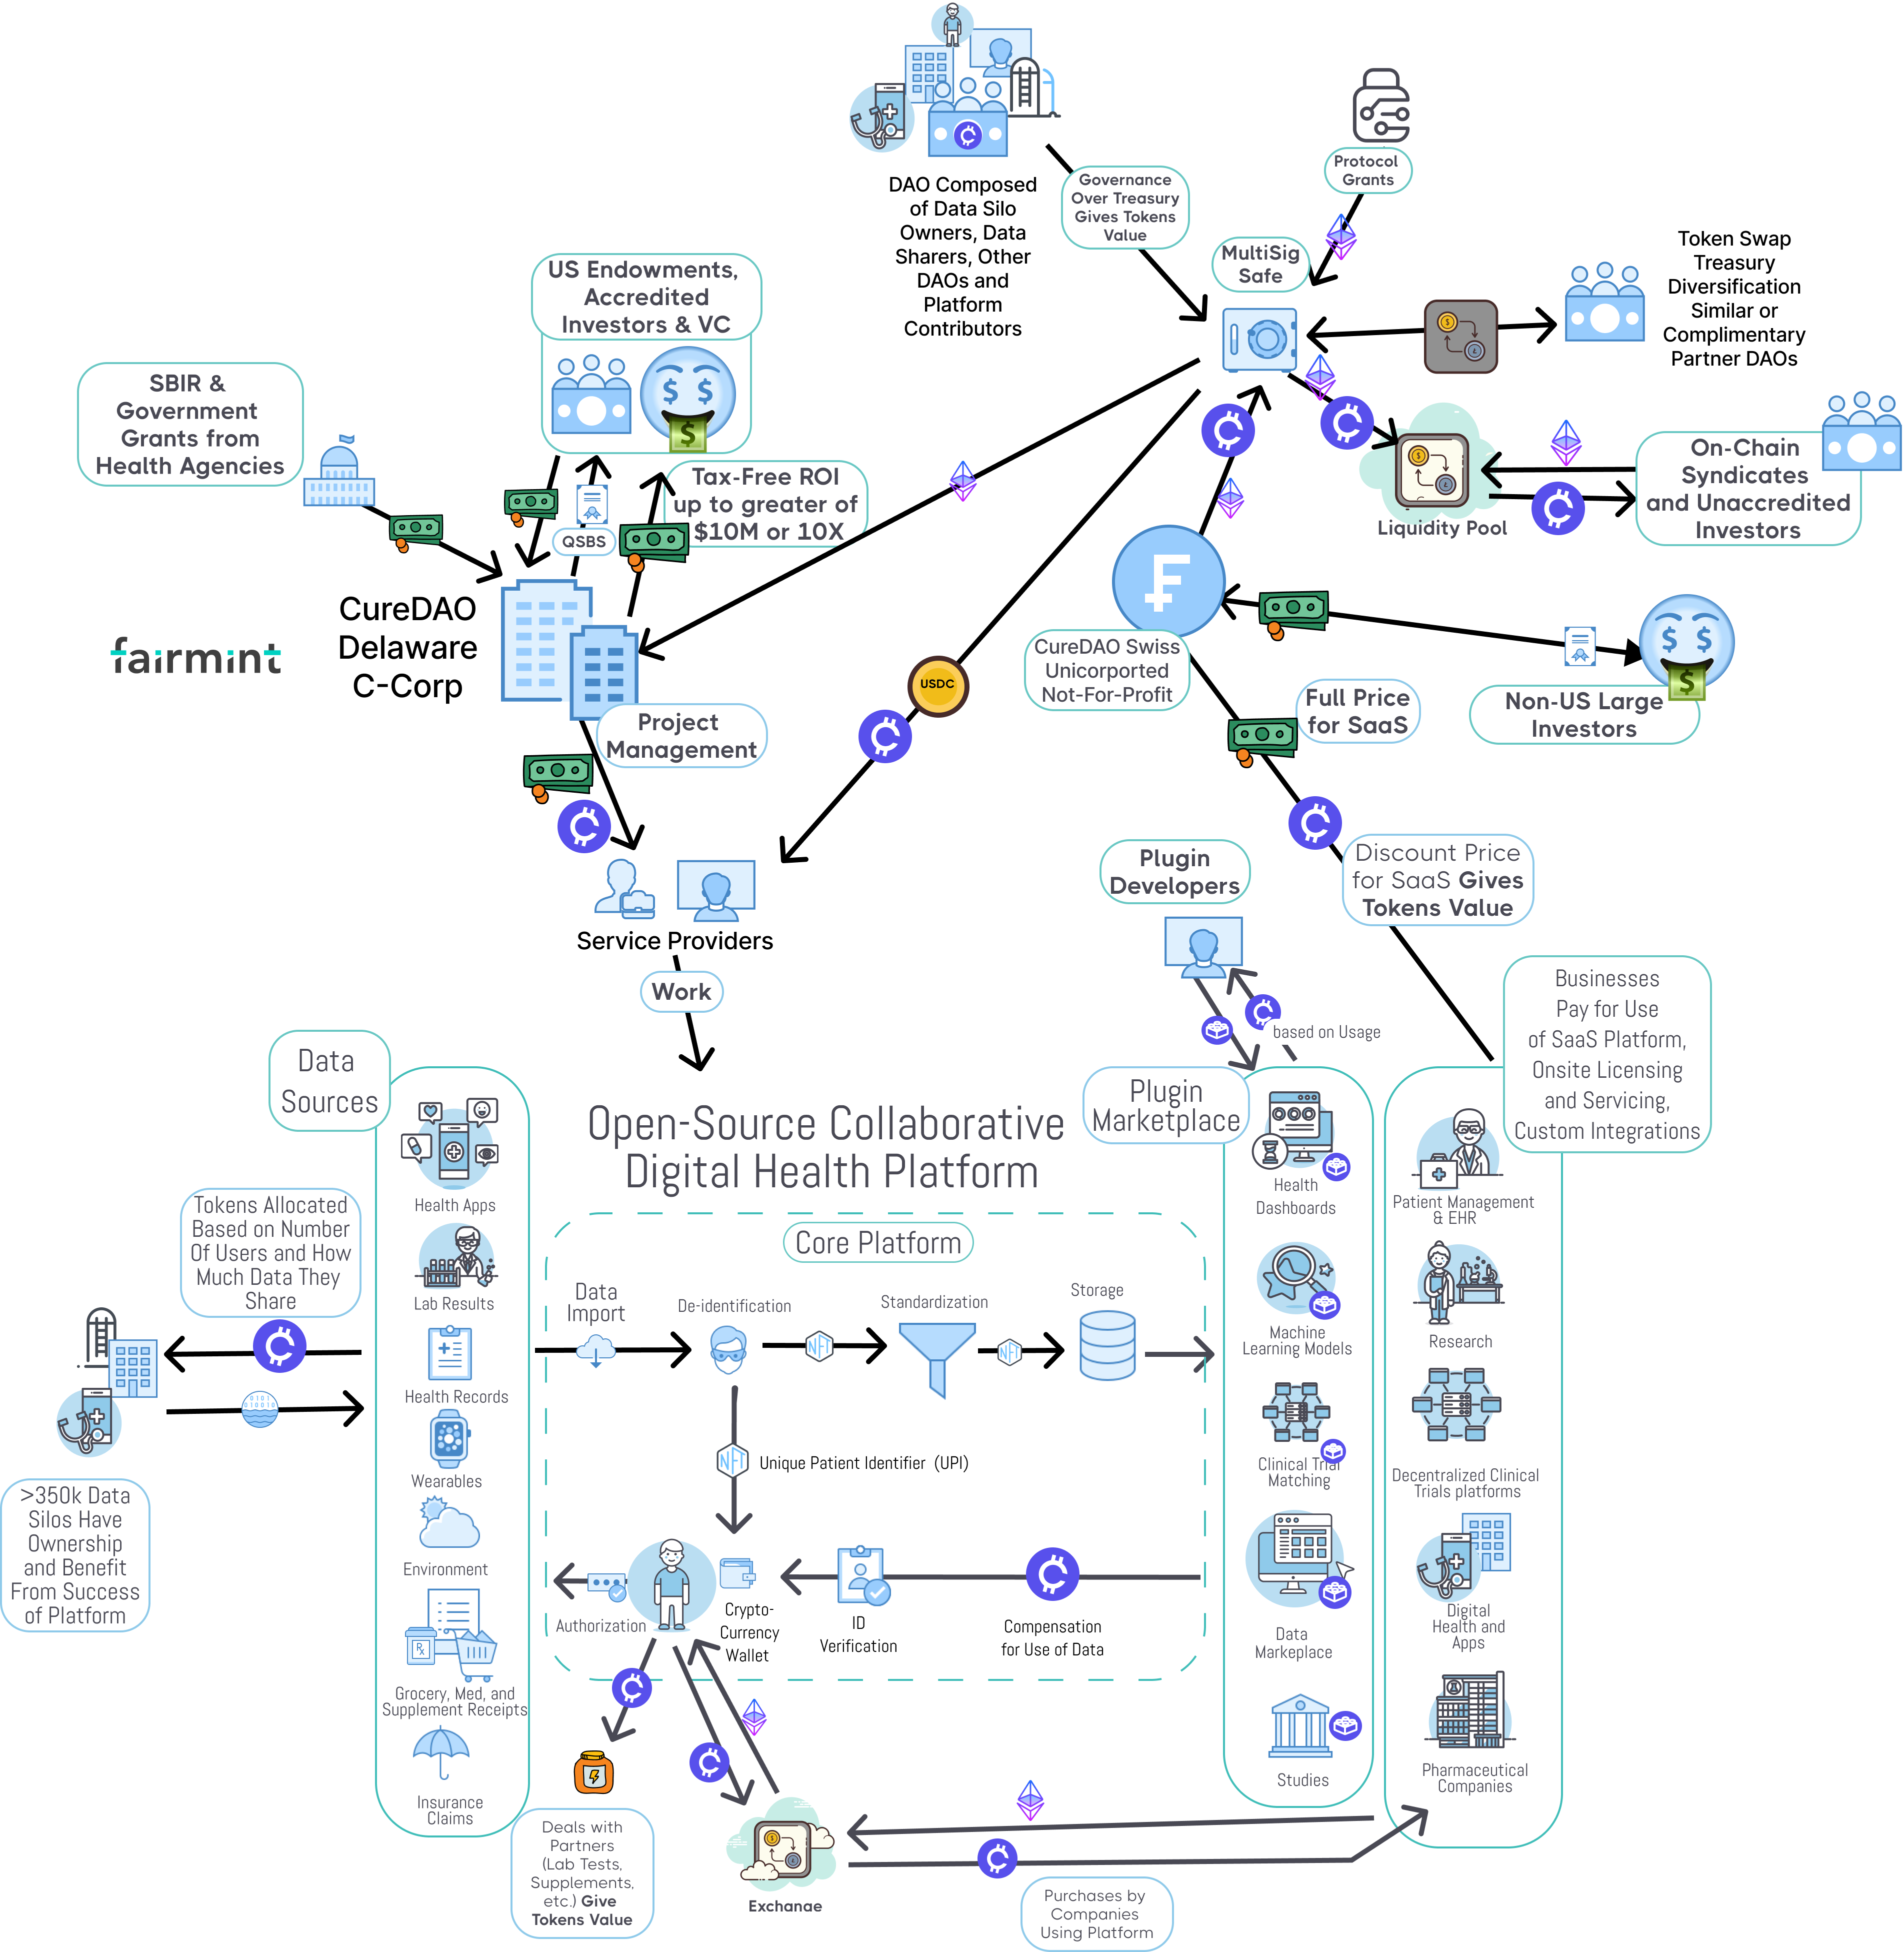 DAO Composed
of Data Silo
Owners, Data
Sharers, Other
DAOs and
Platform
Contributors
Governance
Over Treasury
Gives Tokens
Value
Protocol
Grants
MultiSig
Safe
Token Swap
Treasury
Diversification
Similar or
Complimentary
Partner DAOs
US Endowments,
Accredited
Investors & VC
$ $
$
SBIR &
Government
Grants from
Health Agencies
QSBS
Tax-Free ROI
up to greater of
$10M or 10X
Liquidity Pool
On-Chain
Syndicates
and Unaccredited
Investors
fairmint
CureDAO
Delaware
C-Corp
Project
Management
USDC
CureDAO Swiss
Unicorported
Not-For-Profit
$ $
$
Non-US Large
Investors
Full Price
for SaaS
Discount Price
for SaaS Gives
Tokens Value
Service Providers
Work
Plugin
Developers
based on Usage
Businesses
Pay for Use
of SaaS Platform,
Onsite Licensing
and Servicing,
Custom Integrations
Data
Sources
Open-Source Collaborative
Digital Health Platform
Plugin
Marketplace
Tokens Allocated
Based on Number
Of Users and How
Much Data They
Share
>350k Data
Silos Have
Ownership
and Benefit
From Success
of Platform
0101
010010
Health Apps
Lab Results
Health Records
Wearables
Environment
Rx
Grocery, Med, and
Supplement Receipts
Insurance
Claims
Core Platform
Data
Import
De-identification
NFT
Standardization
NFT
Storage
NFT
Unique Patient Identifier (UPI)
Authorization
Crypto-
Currency
Wallet
ID
Verification
Compensation
for Use of Data
Health
Dashboards
Machine
Learning Models
Clinical Trial
Matching
Data
Markeplace
Studies
Patient Management
& EHR
Research
Decentralized Clinical
Trials platforms
Digital
Health and
Apps
Pharmaceutical
Companies
Deals with
Partners
(Lab Tests,
Supplements,
etc.) Give
Tokens Value
Exchanae
Purchases by
Companies
Using Platform